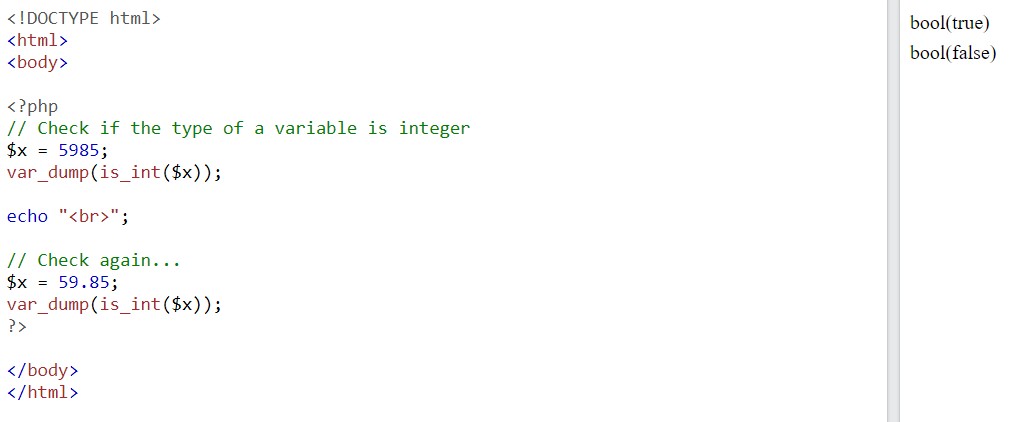 <!DOCTYPE html>
<html>
<body>
<?php
// Check if the type of a variable is integer
$x = 5985;
var_dump(is_int($x));
echo "<br>";
// Check again...
$x = 59.85;
var_dump(is_int($x));
?>
</body>
</html>
bool(true)
bool(false)